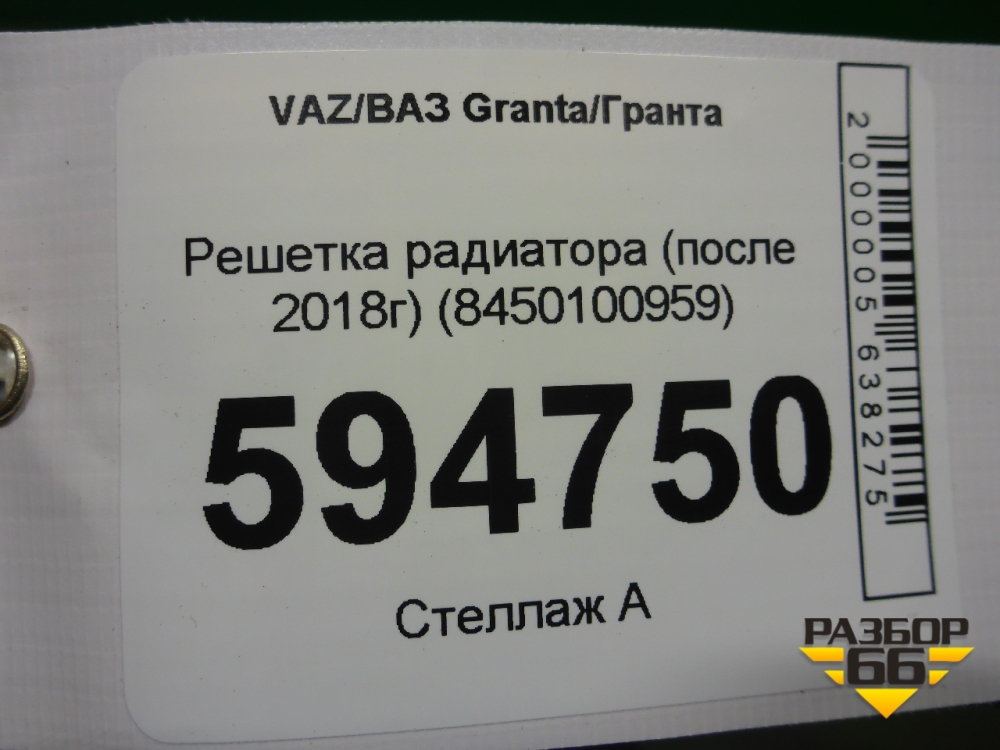 VAZ/ВАЗ Granta/Гранта
Решетка радиатора (после
2018г) (8450100959)
594750
Стеллаж А
2000005638275
РАЗБОР
66